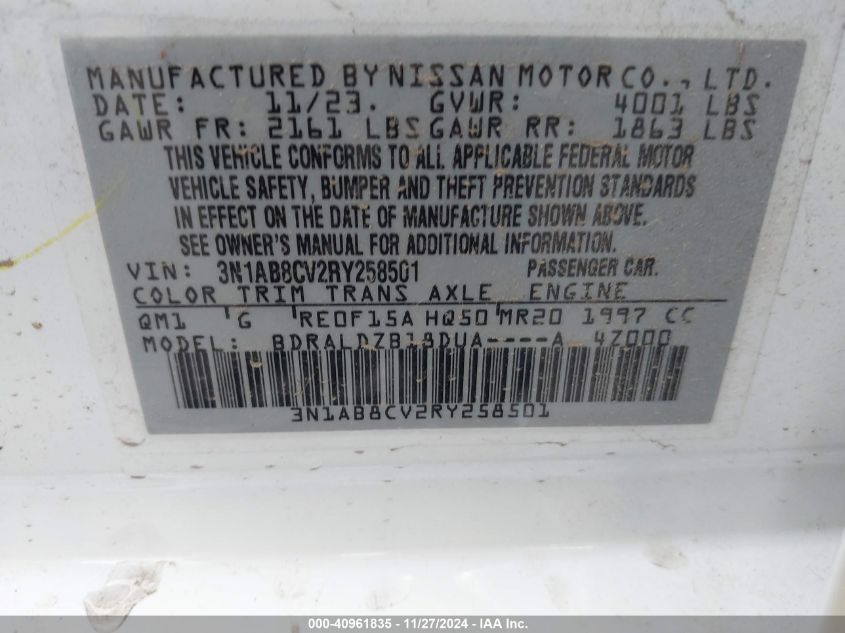 MANUFACTURED BY NISSAN MOTOR CO., LTD.
DATE: 11/23. GVWR: 4001 LBS
GAWR FR: 2161 LBS GAWR RR: 1863 LBS
THIS VEHICLE CONFORMS TO ALL APPLICABLE FEDERAL MOTOR
VEHICLE SAFETY, BUMPER AND THEFT PREVENTION STANDARDS
IN EFFECT ON THE DATE OF MANUFACTURE SHOWN ABOVE.
SEE OWNER'S MANUAL FOR ADDITIONAL INFORMATION.
VIN: 3N1AB8CV2RY258501 PASSENGER CAR.
COLOR TRIM TRANS AXLE ENGINE
QM1 G RE0F15A HQ50 MR20 1997 CC
MODEL: BDRALDZB18DUA----A 4Z000
3N1AB8CV2RY258501
000-40961835 - 11/27/2024 - IAA Inc.